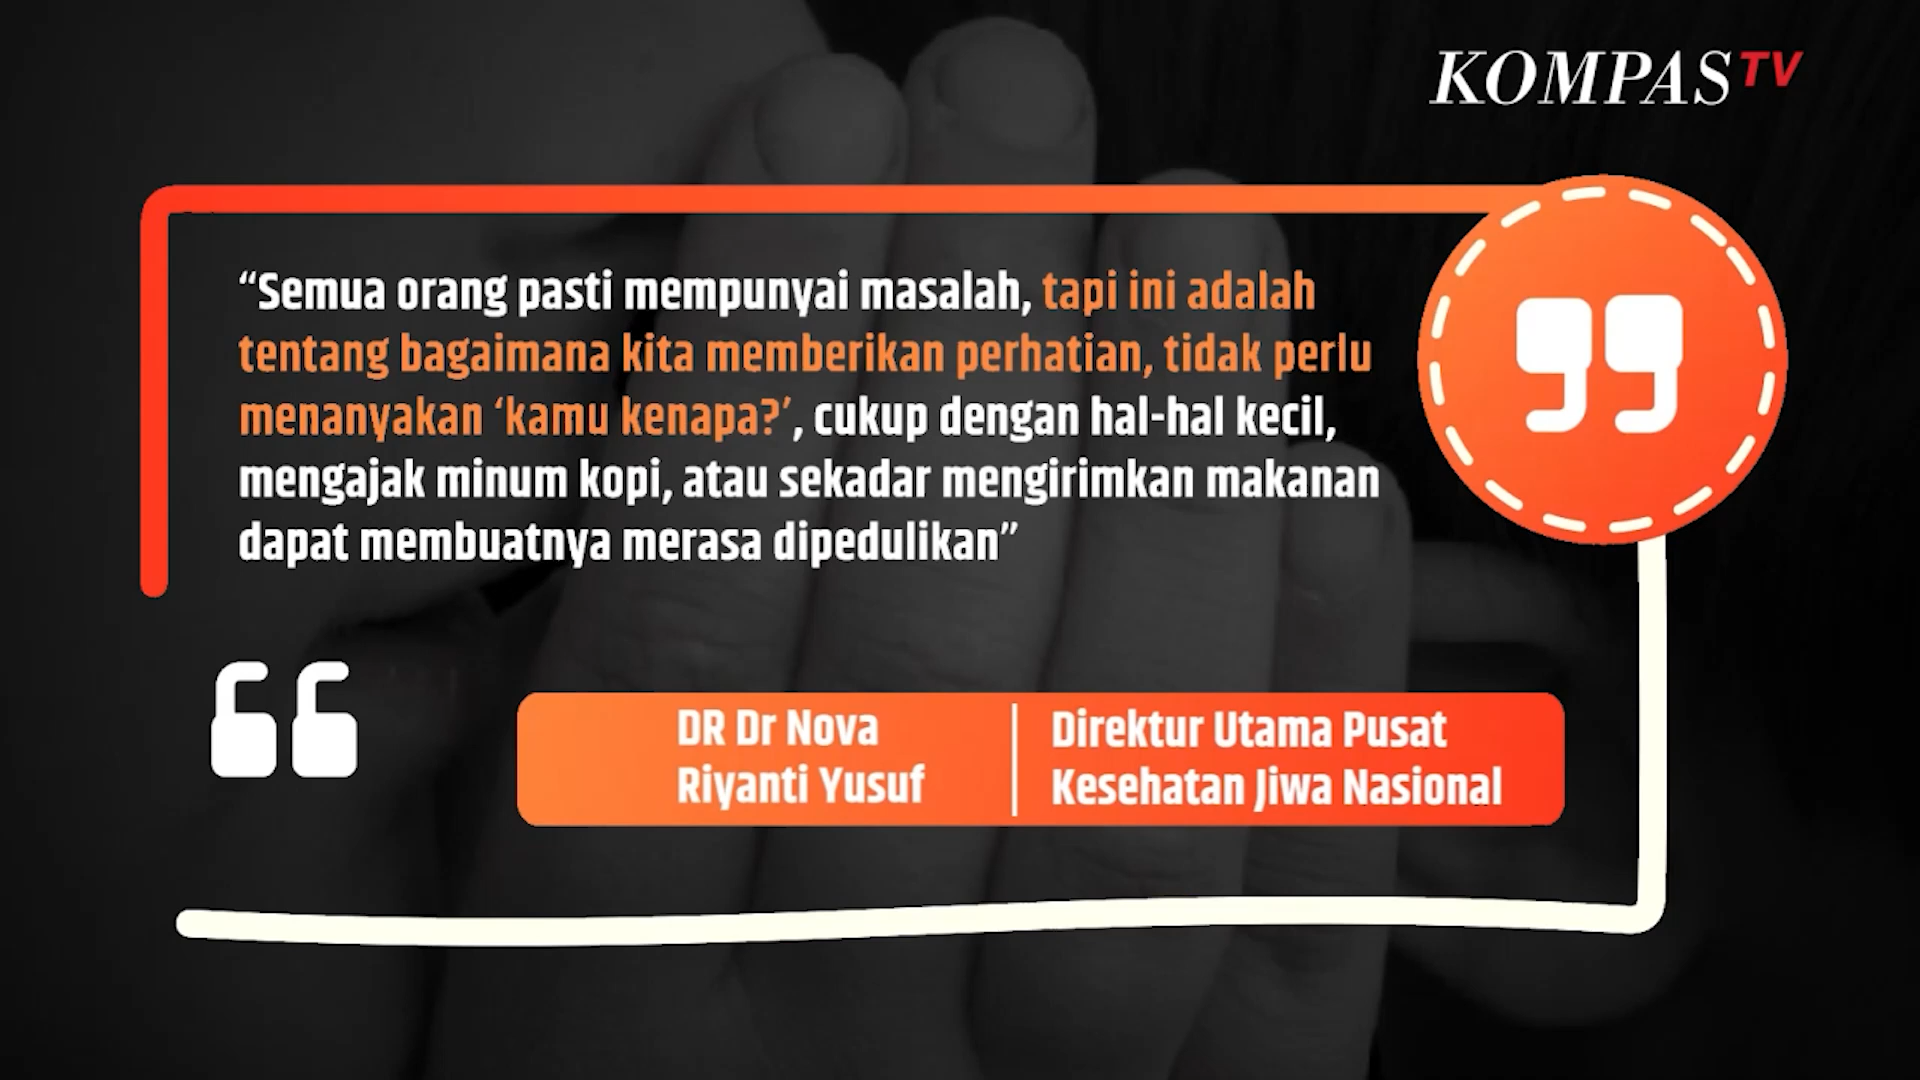 KOMPAS TV
“Semua orang pasti mempunyai masalah, tapi ini adalah
tentang bagaimana kita memberikan perhatian, tidak perlu
menanyakan ‘kamu kenapa?’, cukup dengan hal-hal kecil,
mengajak minum kopi, atau sekadar mengirimkan makanan
dapat membuatnya merasa dipedulikan”
DR Dr Nova
Riyanti Yusuf
Direktur Utama Pusat
Kesehatan Jiwa Nasional